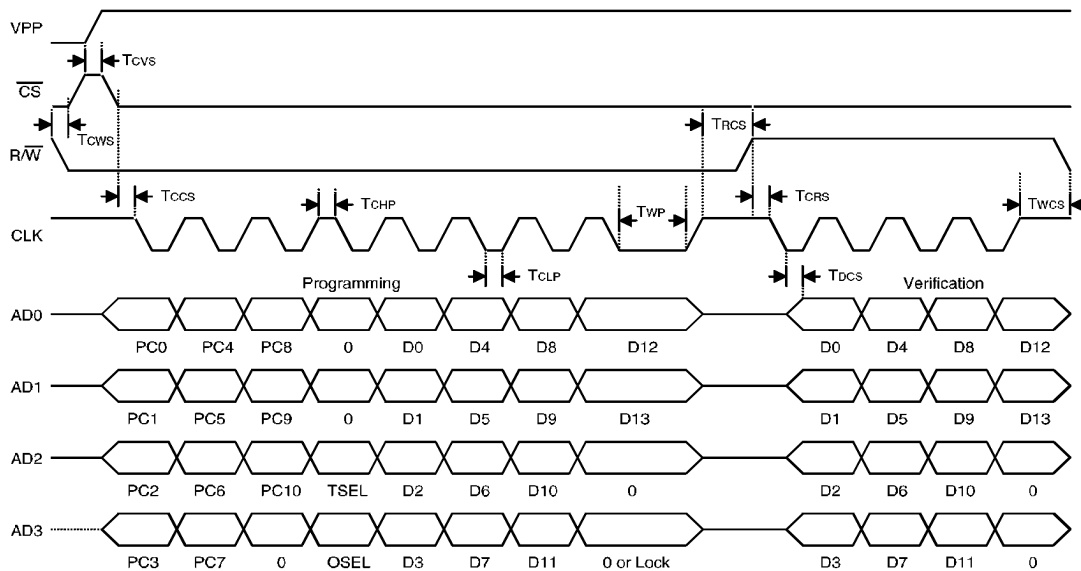 VPP
TCVS
CS
TCWS
TRCS
R/W
TCCS
TCHP
TWP
TCRS
TWCS
CLK
TCLP
TDCS
Programming
Verification
AD0
PC0 PC4 PC8 0 D0 D4 D8 D12 D0 D4 D8 D12
AD1
PC1 PC5 PC9 0 D1 D5 D9 D13 D1 D5 D9 D13
AD2
PC2 PC6 PC10 TSEL D2 D6 D10 0 D2 D6 D10 0
AD3
PC3 PC7 0 OSEL D3 D7 D11 0 or Lock D3 D7 D11 0